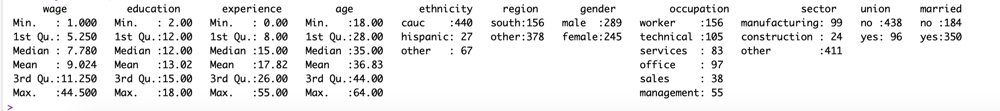 wage education experience age ethnicity region gender occupation sector union married
Min. : 1.000 Min. : 2.00 Min. : 0.00 Min. :18.00 cauc :440 south:156 male :289 worker :156 manufacturing: 99 no :438 no :184
1st Qu.: 5.250 1st Qu.:12.00 1st Qu.: 8.00 1st Qu.:28.00 hispanic: 27 other:378 female:245 technical :105 construction : 24 yes: 96 yes:350
Median : 7.780 Median :12.00 Median :15.00 Median :35.00 other : 67 services : 83 other :411
Mean : 9.024 Mean :13.02 Mean :17.82 Mean :36.83 office : 97
3rd Qu.:11.250 3rd Qu.:15.00 3rd Qu.:26.00 3rd Qu.:44.00 sales : 38
Max. :44.500 Max. :18.00 Max. :55.00 Max. :64.00 management: 55
>